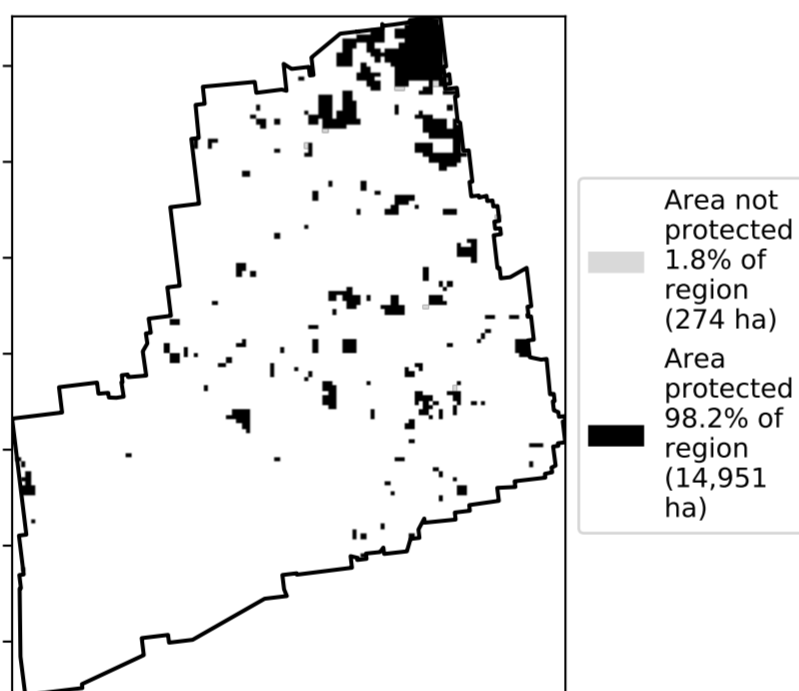 Area not
protected
1.8% of
region
(274 ha)
Area
protected
98.2% of
region
(14,951
ha)